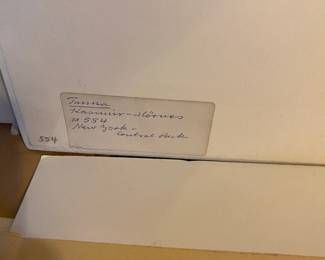 Tanna
Kasimir-Hörnes
# 554
New York -
Central Park
554